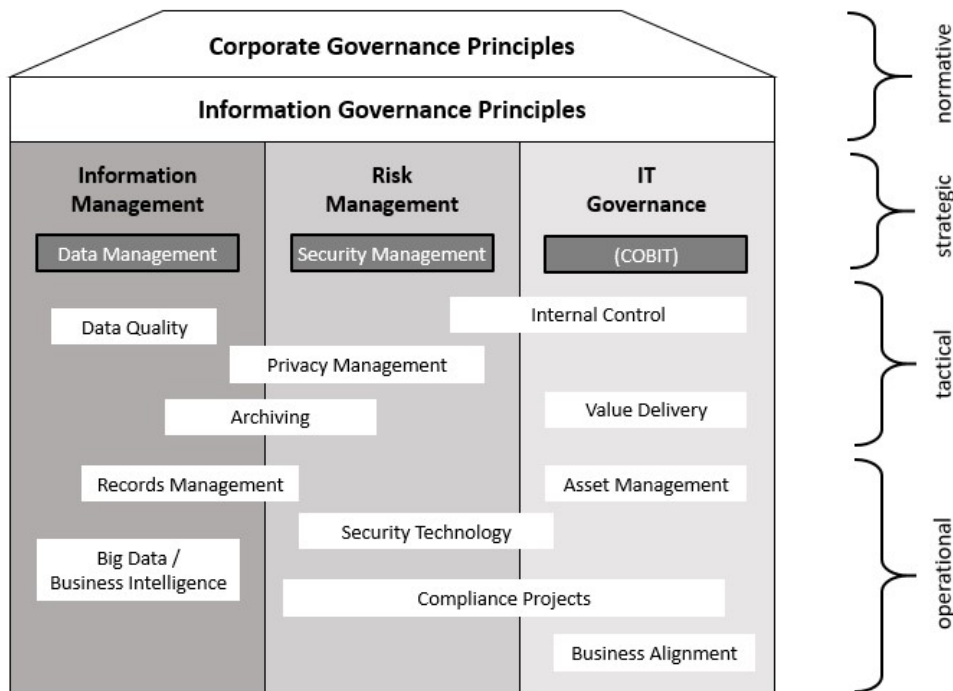 Corporate Governance Principles
Information Governance Principles
Information
Management
Risk
Management
IT
Governance
Data Management
Security Management
(COBIT)
Data Quality
Internal Control
Privacy Management
Archiving
Value Delivery
Records Management
Asset Management
Security Technology
Big Data /
Business Intelligence
Compliance Projects
Business Alignment
normative
strategic
tactical
operational